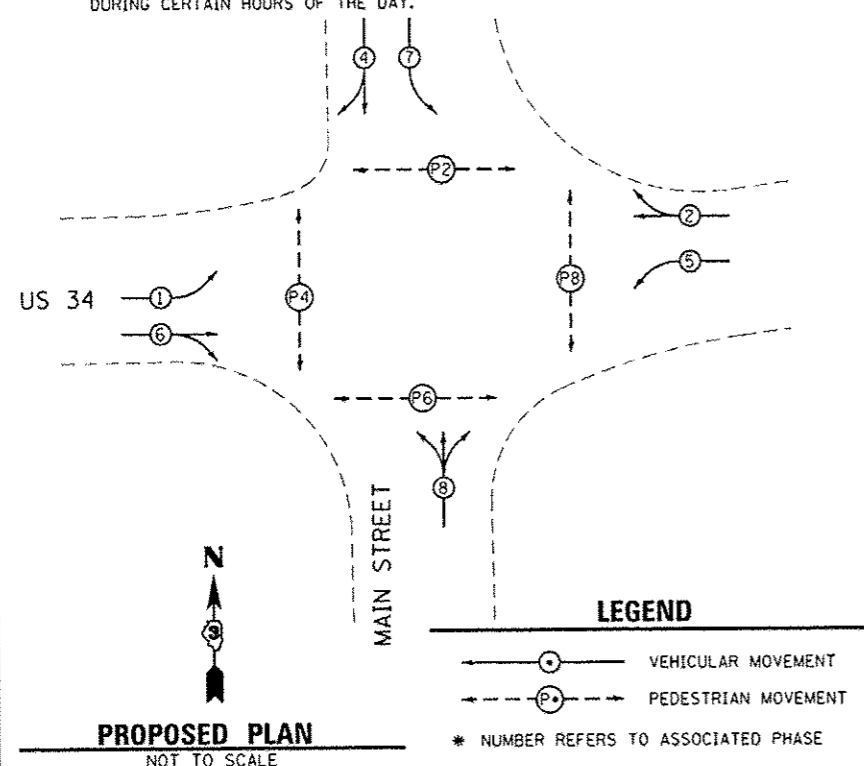 DURING CERTAIN HOURS OF THE DAY.
4 7
P2
2
5
P8
US 34 1
P4
6
P6
8
MAIN STREET
N
3
LEGEND
VEHICULAR MOVEMENT
P PEDESTRIAN MOVEMENT
* NUMBER REFERS TO ASSOCIATED PHASE
PROPOSED PLAN
NOT TO SCALE